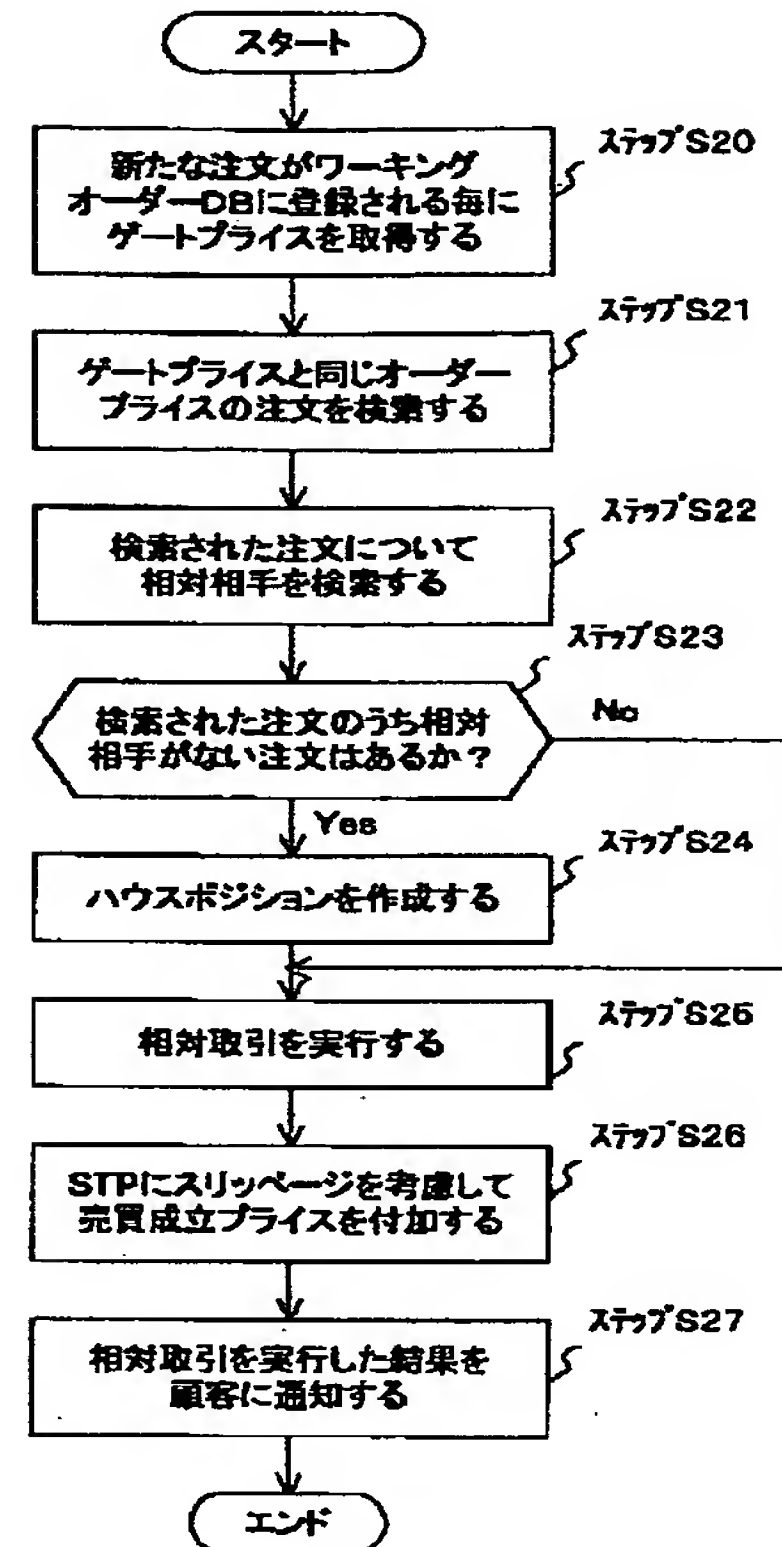 スタート
ステップS20
新たな注文がワーキング
オーダーDBに登録される毎に
ゲートプライスを取得する
ステップS21
ゲートプライスと同じオーダー
プライスの注文を検索する
ステップS22
検索された注文について
相対相手を検索する
ステップS23
検索された注文のうち相対
相手がない注文はあるか?
No
Yes
ステップS24
ハウスポジションを作成する
ステップS25
相対取引を実行する
ステップS26
STPにスリッページを考慮して
売買成立プライスを付加する
ステップS27
相対取引を実行した結果を
顧客に通知する
エンド